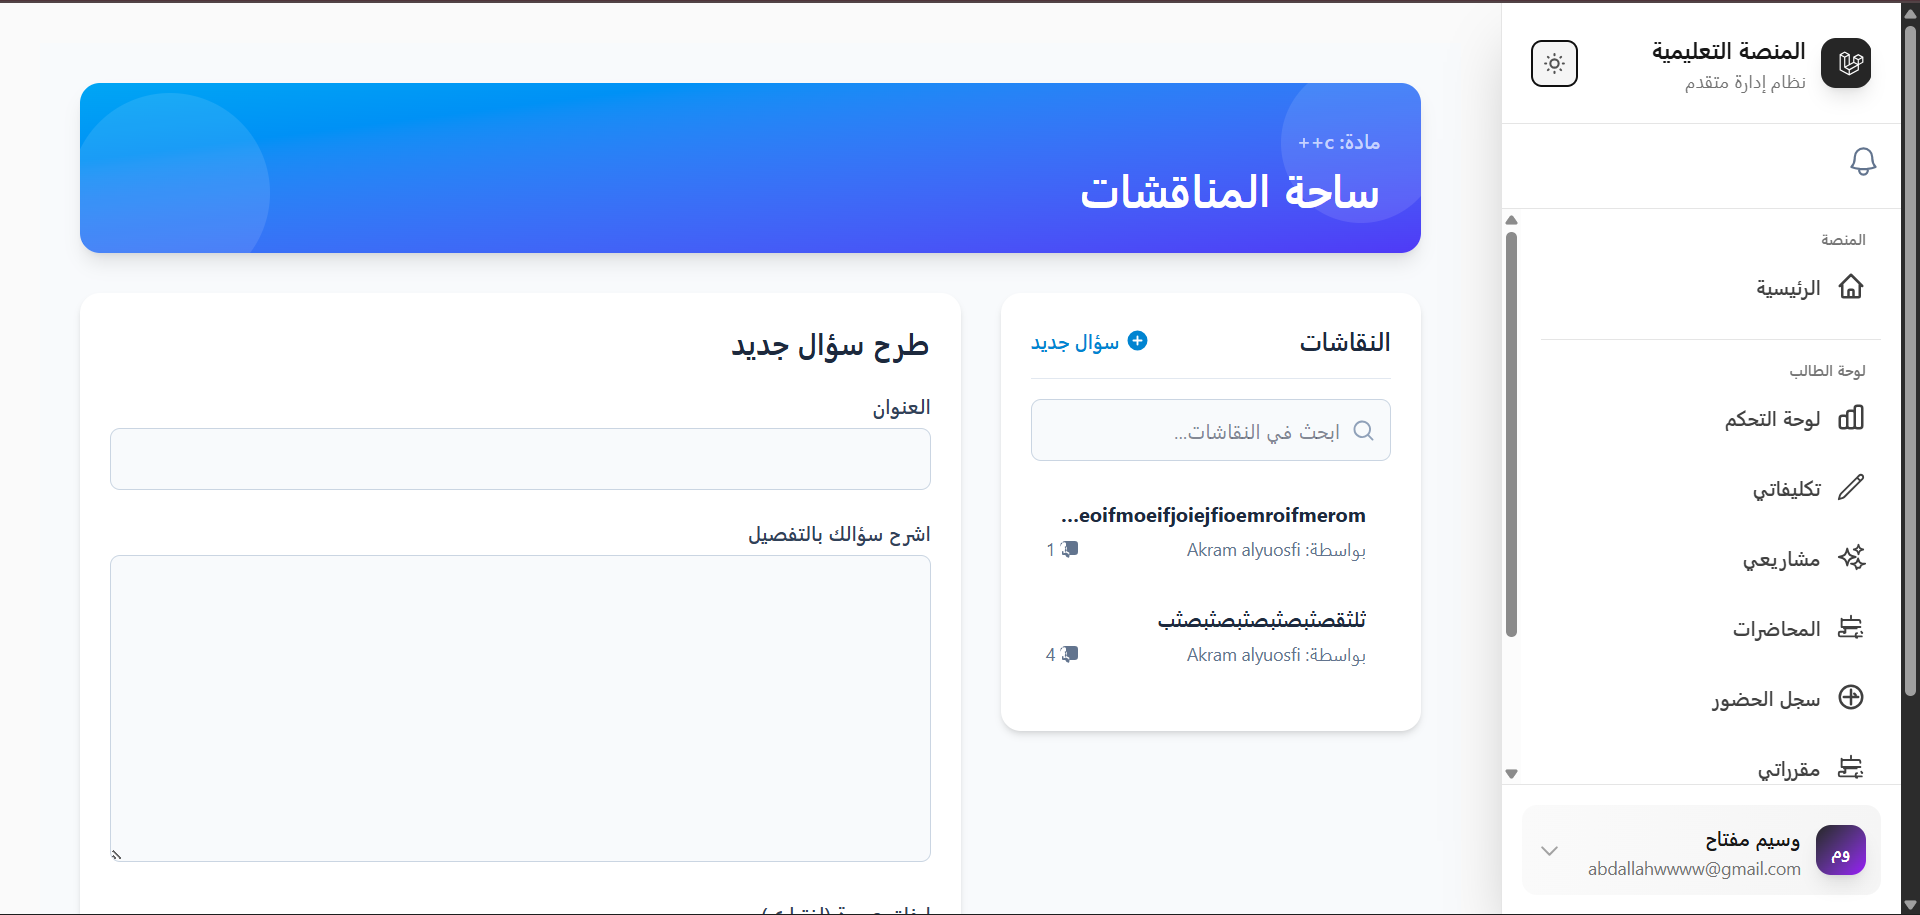 المنصة التعليمية
نظام إدارة متقدم
المنصة
الرئيسية
لوحة الطالب
لوحة التحكم
تكليفاتي
مشاريعي
المحاضرات
سجل الحضور
مقرراتي
وم
وسيم مفتاح
abdallahwwww@gmail.com
مادة: c++
ساحة المناقشات
النقاشات
سؤال جديد
ابحث في النقاشات...
eoifmoeifjoiejfioemroifmerom...
بواسطة: Akram alyuosfi
1
ثلثقصثبصثبصثبصثبصثب
بواسطة: Akram alyuosfi
4
طرح سؤال جديد
العنوان
اشرح سؤالك بالتفصيل